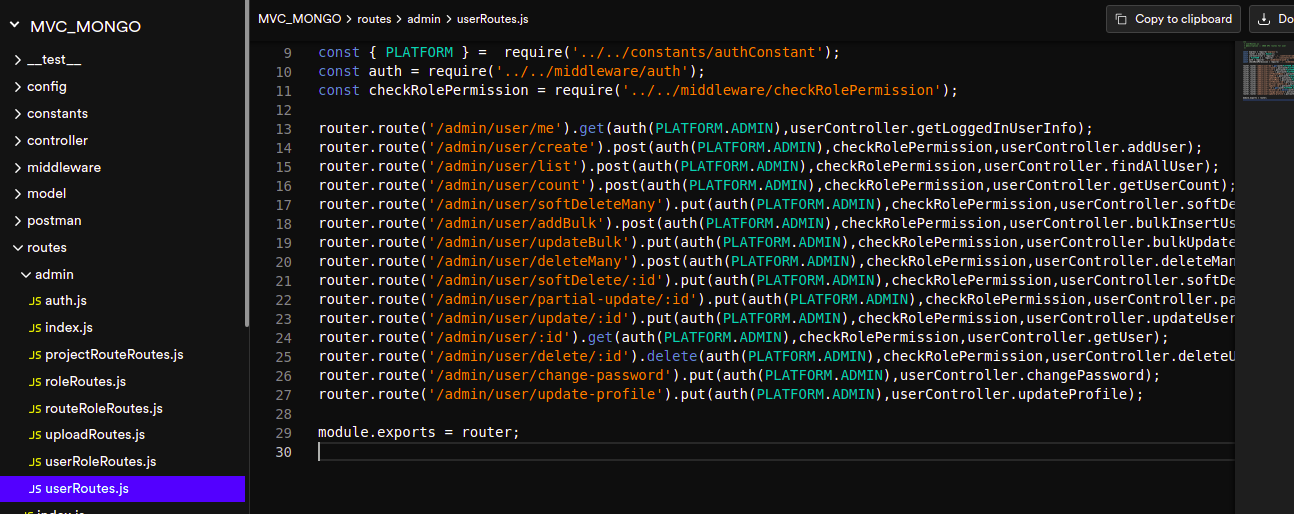 MVC_MONGO
__test__
config
constants
controller
middleware
model
postman
routes
admin
JS auth.js
JS index.js
JS projectRouteRoutes.js
JS roleRoutes.js
JS routeRoleRoutes.js
JS uploadRoutes.js
JS userRoleRoutes.js
JS userRoutes.js
JS index.js
MVC_MONGO > routes > admin > userRoutes.js
Copy to clipboard
Do
9 const { PLATFORM } =  require('../../constants/authConstant');
10 const auth = require('../../middleware/auth');
11 const checkRolePermission = require('../../middleware/checkRolePermission');
12
13 router.route('/admin/user/me').get(auth(PLATFORM.ADMIN),userController.getLoggedInUserInfo);
14 router.route('/admin/user/create').post(auth(PLATFORM.ADMIN),checkRolePermission,userController.addUser);
15 router.route('/admin/user/list').post(auth(PLATFORM.ADMIN),checkRolePermission,userController.findAllUser);
16 router.route('/admin/user/count').post(auth(PLATFORM.ADMIN),checkRolePermission,userController.getUserCount);
17 router.route('/admin/user/softDeleteMany').put(auth(PLATFORM.ADMIN),checkRolePermission,userController.softDe
18 router.route('/admin/user/addBulk').post(auth(PLATFORM.ADMIN),checkRolePermission,userController.bulkInsertUs
19 router.route('/admin/user/updateBulk').put(auth(PLATFORM.ADMIN),checkRolePermission,userController.bulkUpdate
20 router.route('/admin/user/deleteMany').post(auth(PLATFORM.ADMIN),checkRolePermission,userController.deleteMan
21 router.route('/admin/user/softDelete/:id').put(auth(PLATFORM.ADMIN),checkRolePermission,userController.softDe
22 router.route('/admin/user/partial-update/:id').put(auth(PLATFORM.ADMIN),checkRolePermission,userController.pa
23 router.route('/admin/user/update/:id').put(auth(PLATFORM.ADMIN),checkRolePermission,userController.updateUser
24 router.route('/admin/user/:id').get(auth(PLATFORM.ADMIN),checkRolePermission,userController.getUser);
25 router.route('/admin/user/delete/:id').delete(auth(PLATFORM.ADMIN),checkRolePermission,userController.deleteU
26 router.route('/admin/user/change-password').put(auth(PLATFORM.ADMIN),userController.changePassword);
27 router.route('/admin/user/update-profile').put(auth(PLATFORM.ADMIN),userController.updateProfile);
28
29 module.exports = router;
30